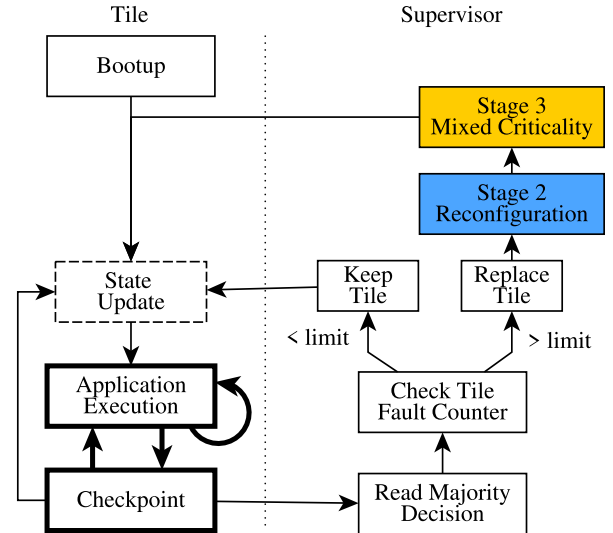 Tile
Supervisor
Bootup
Stage 3
Mixed Criticality
Stage 2
Reconfiguration
State
Update
Keep
Tile
Replace
Tile
< limit
> limit
Application
Execution
Check Tile
Fault Counter
Checkpoint
Read Majority
Decision